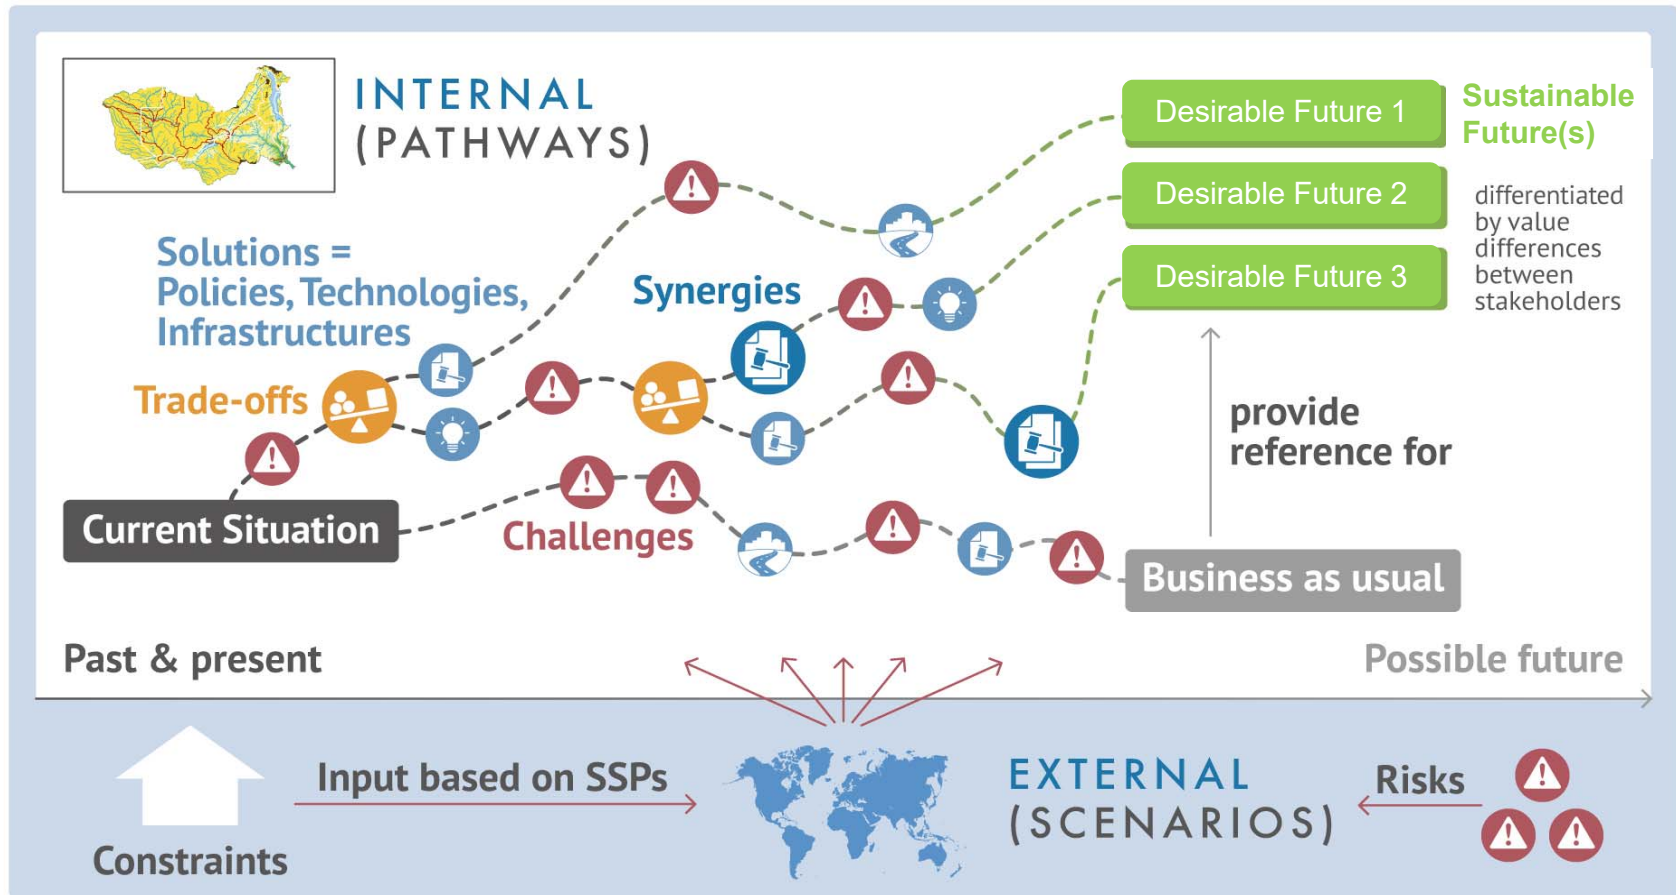 INTERNAL
(PATHWAYS)
Desirable Future 1
Sustainable
Future(s)
Desirable Future 2
differentiated
by value
differences
between
stakeholders
Desirable Future 3
Solutions =
Policies, Technologies,
Infrastructures
Synergies
Trade-offs
provide
reference for
Current Situation
Challenges
Business as usual
Past & present
Possible future
Input based on SSPs
EXTERNAL
(SCENARIOS)
Risks
Constraints